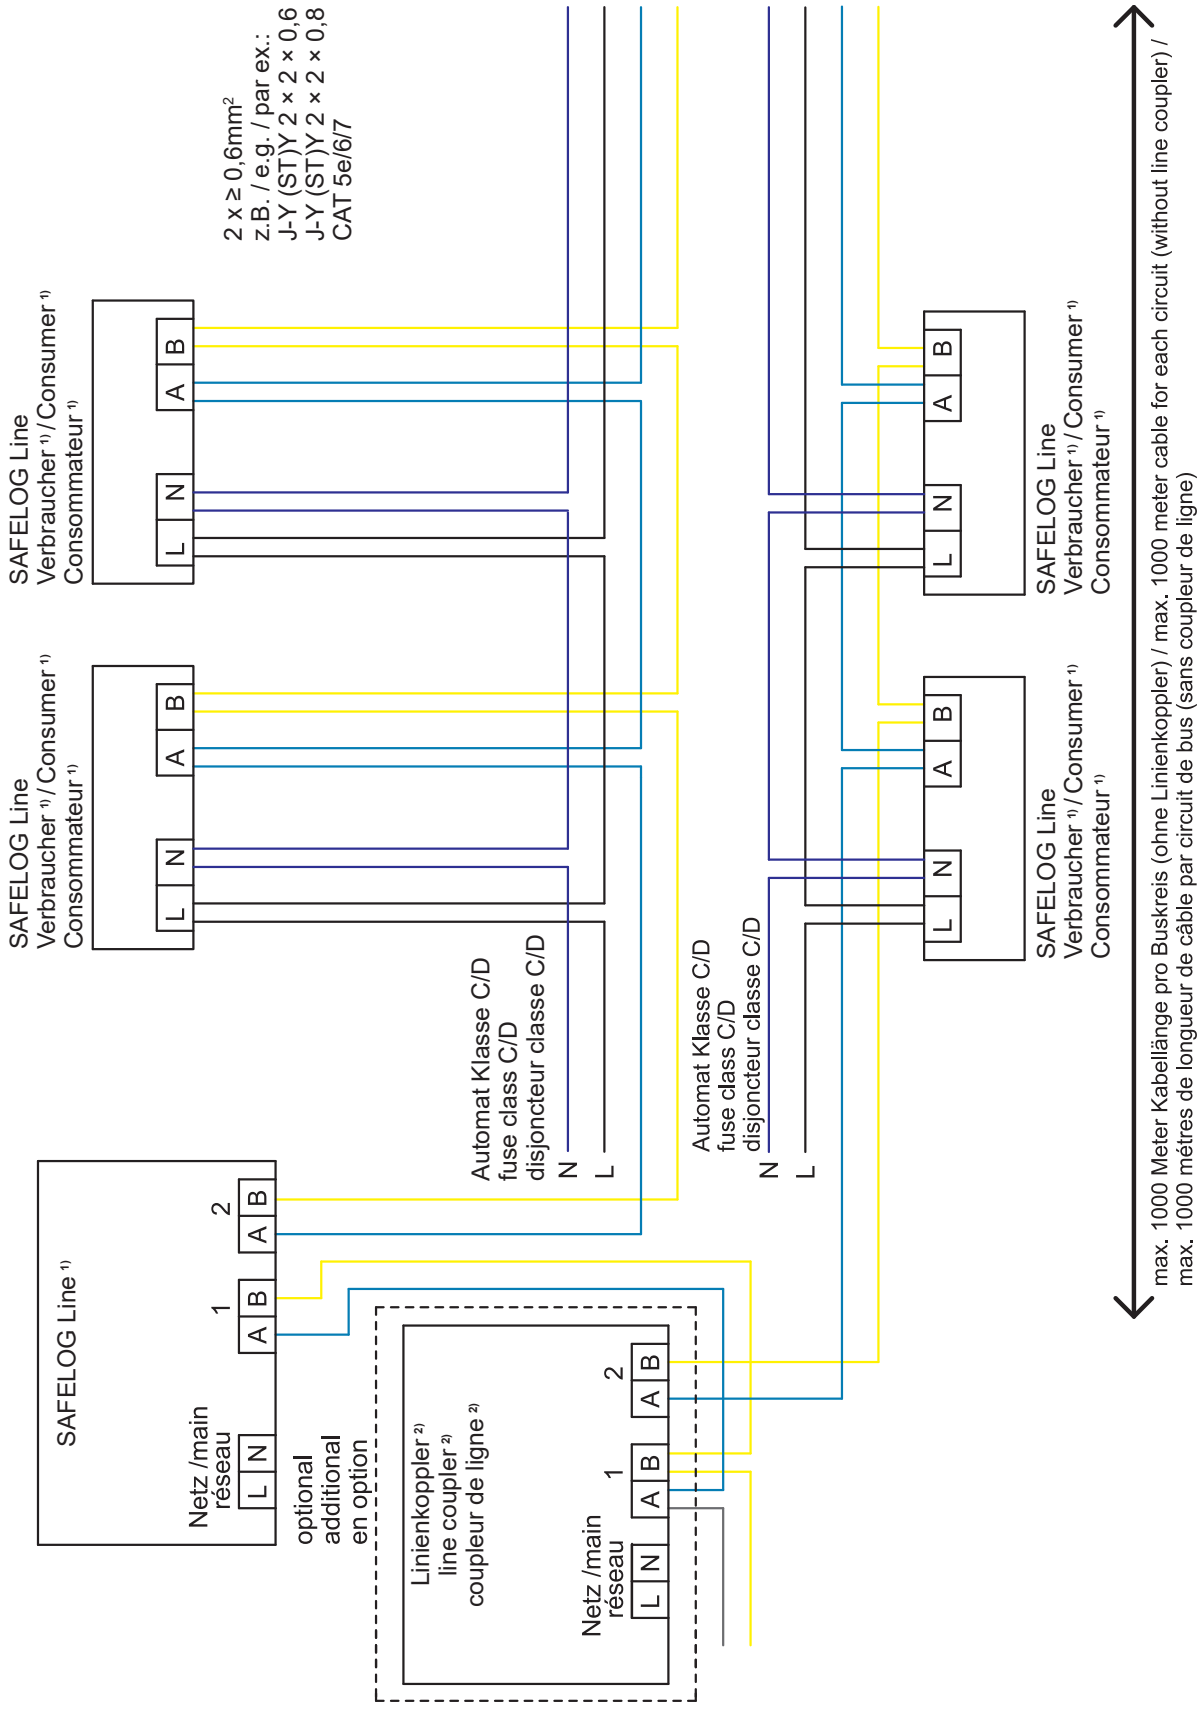 SAFELOG Line ¹⁾
Netz /main
réseau
L N
1
A B
2
A B
SAFELOG Line
Verbraucher ¹⁾ / Consumer ¹⁾
Consommateur ¹⁾
L N
A B
SAFELOG Line
Verbraucher ¹⁾ / Consumer ¹⁾
Consommateur ¹⁾
L N
A B
2 x ≥ 0,6mm²
z.B. / e.g. / par ex.:
J-Y (ST)Y 2 × 2 × 0,6
J-Y (ST)Y 2 × 2 × 0,8
CAT 5e/6/7
optional
additional
en option
Linienkoppler ²⁾
line coupler ²⁾
coupleur de ligne ²⁾
Netz /main
réseau
L N
1
A B
2
A B
Automat Klasse C/D
fuse class C/D
disjoncteur classe C/D
N
L
Automat Klasse C/D
fuse class C/D
disjoncteur classe C/D
N
L
L N
A B
SAFELOG Line
Verbraucher ¹⁾ / Consumer ¹⁾
Consommateur ¹⁾
L N
A B
SAFELOG Line
Verbraucher ¹⁾ / Consumer ¹⁾
Consommateur ¹⁾
max. 1000 Meter Kabellänge pro Buskreis (ohne Linienkoppler) / max. 1000 meter cable for each circuit (without line coupler) /
max. 1000 métres de longueur de câble par circuit de bus (sans coupleur de ligne)